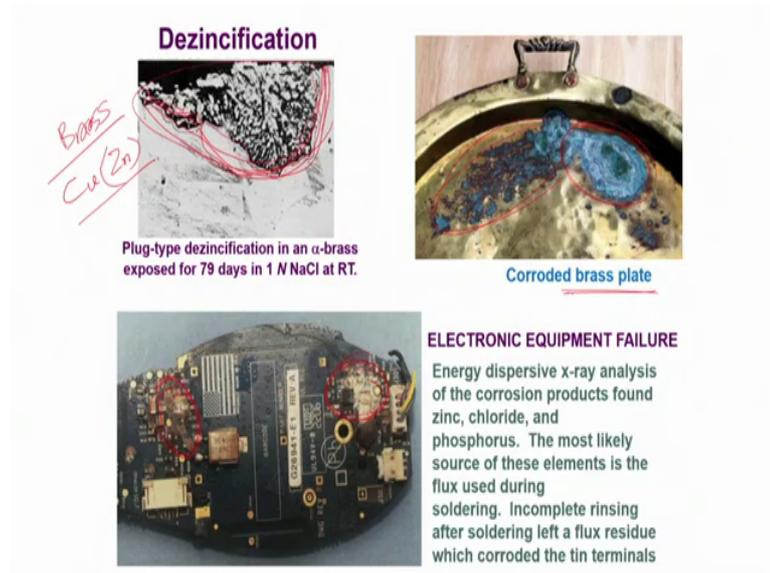 Dezincification
Brass
Cu(Zn)
Plug-type dezincification in an α-brass
exposed for 79 days in 1 N NaCl at RT.
Corroded brass plate
G26941-E1 REV A
ELECTRONIC EQUIPMENT FAILURE
Energy dispersive x-ray analysis
of the corrosion products found
zinc, chloride, and
phosphorus. The most likely
source of these elements is the
flux used during
soldering. Incomplete rinsing
after soldering left a flux residue
which corroded the tin terminals